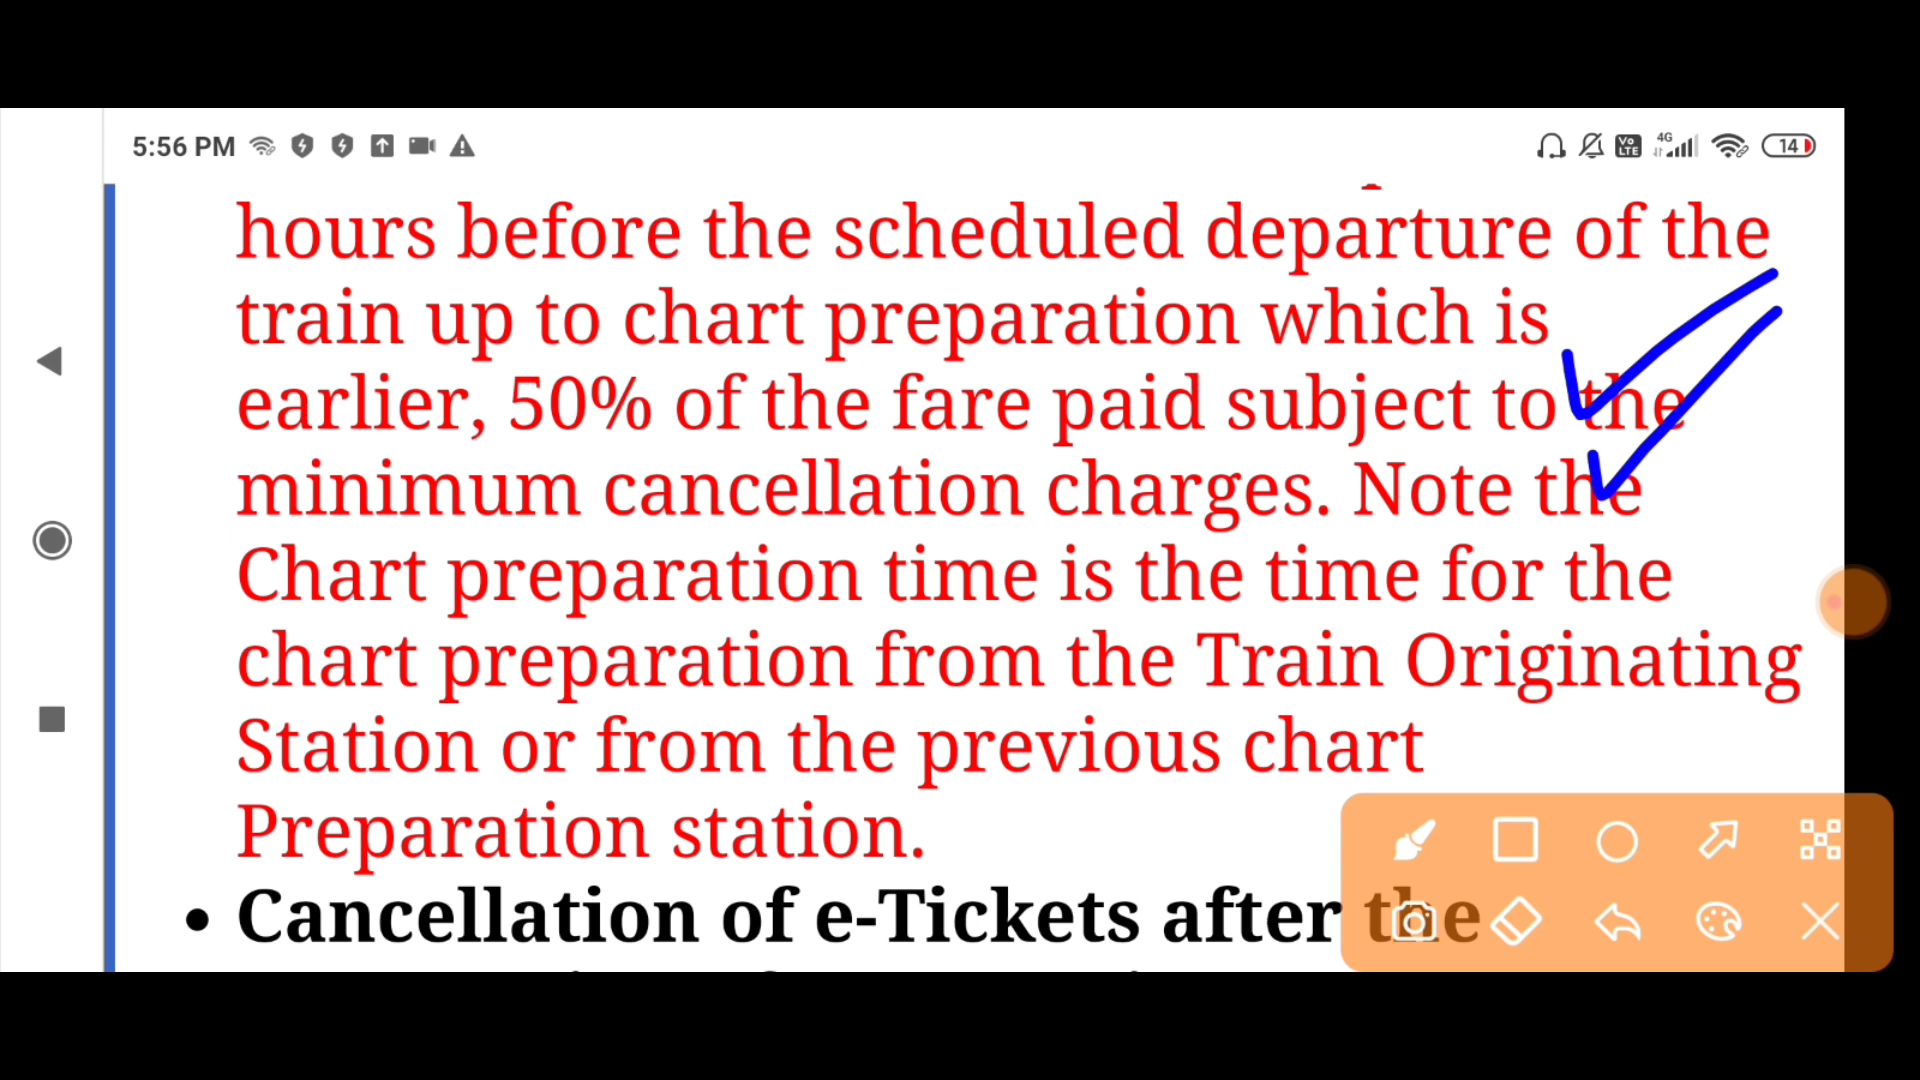 5:56 PM
Vo LTE 4G 14
hours before the scheduled departure of the
train up to chart preparation which is
earlier, 50% of the fare paid subject to the
minimum cancellation charges. Note the
Chart preparation time is the time for the
chart preparation from the Train Originating
Station or from the previous chart
Preparation station.
• Cancellation of e-Tickets after the